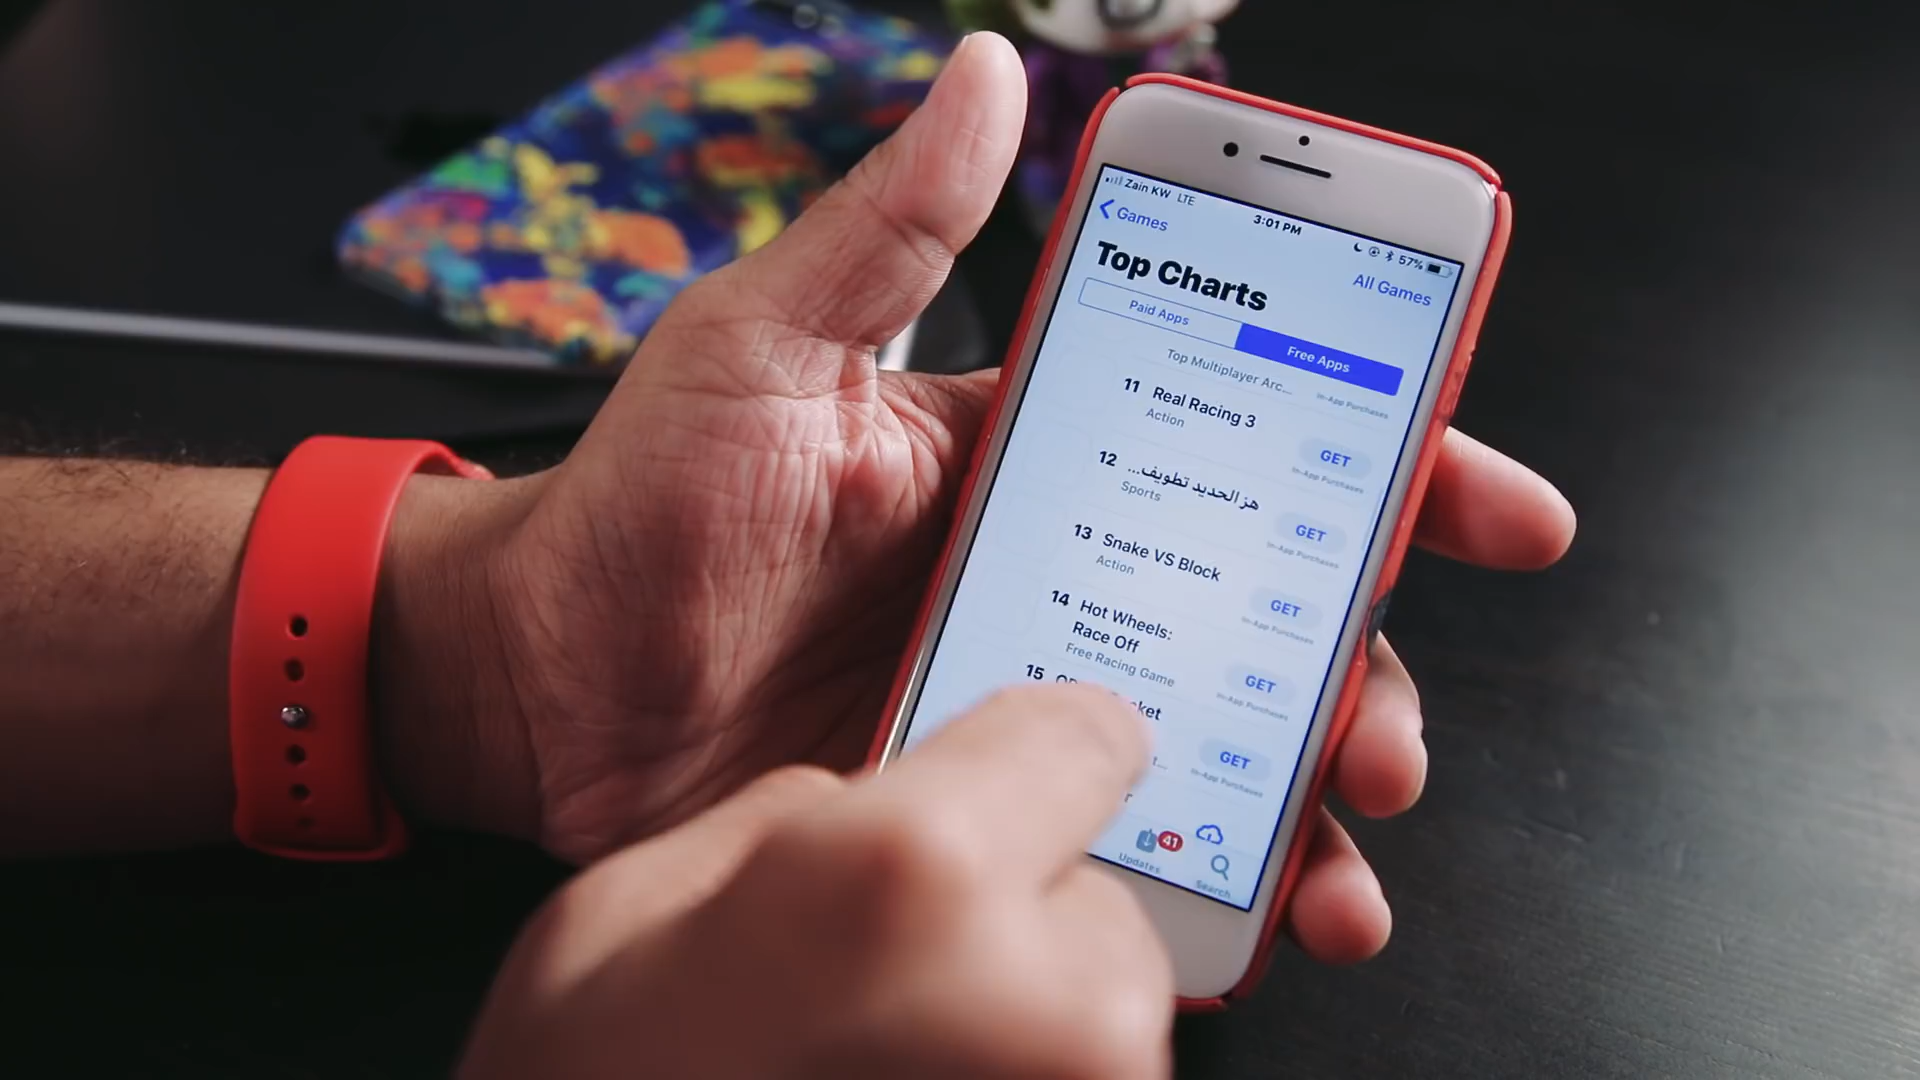 Zain KW LTE 3:01 PM 57%
Games
All Games
Top Charts
Paid Apps Free Apps
Top Multiplayer Arc...
In-App Purchases
11 Real Racing 3
Action
GET
In-App Purchases
12 هز الحديد تطويف...
Sports
GET
In-App Purchases
13 Snake VS Block
Action
GET
In-App Purchases
14 Hot Wheels:
Race Off
Free Racing Game
GET
In-App Purchases
15
GET
In-App Purchases
41
Updates
Search